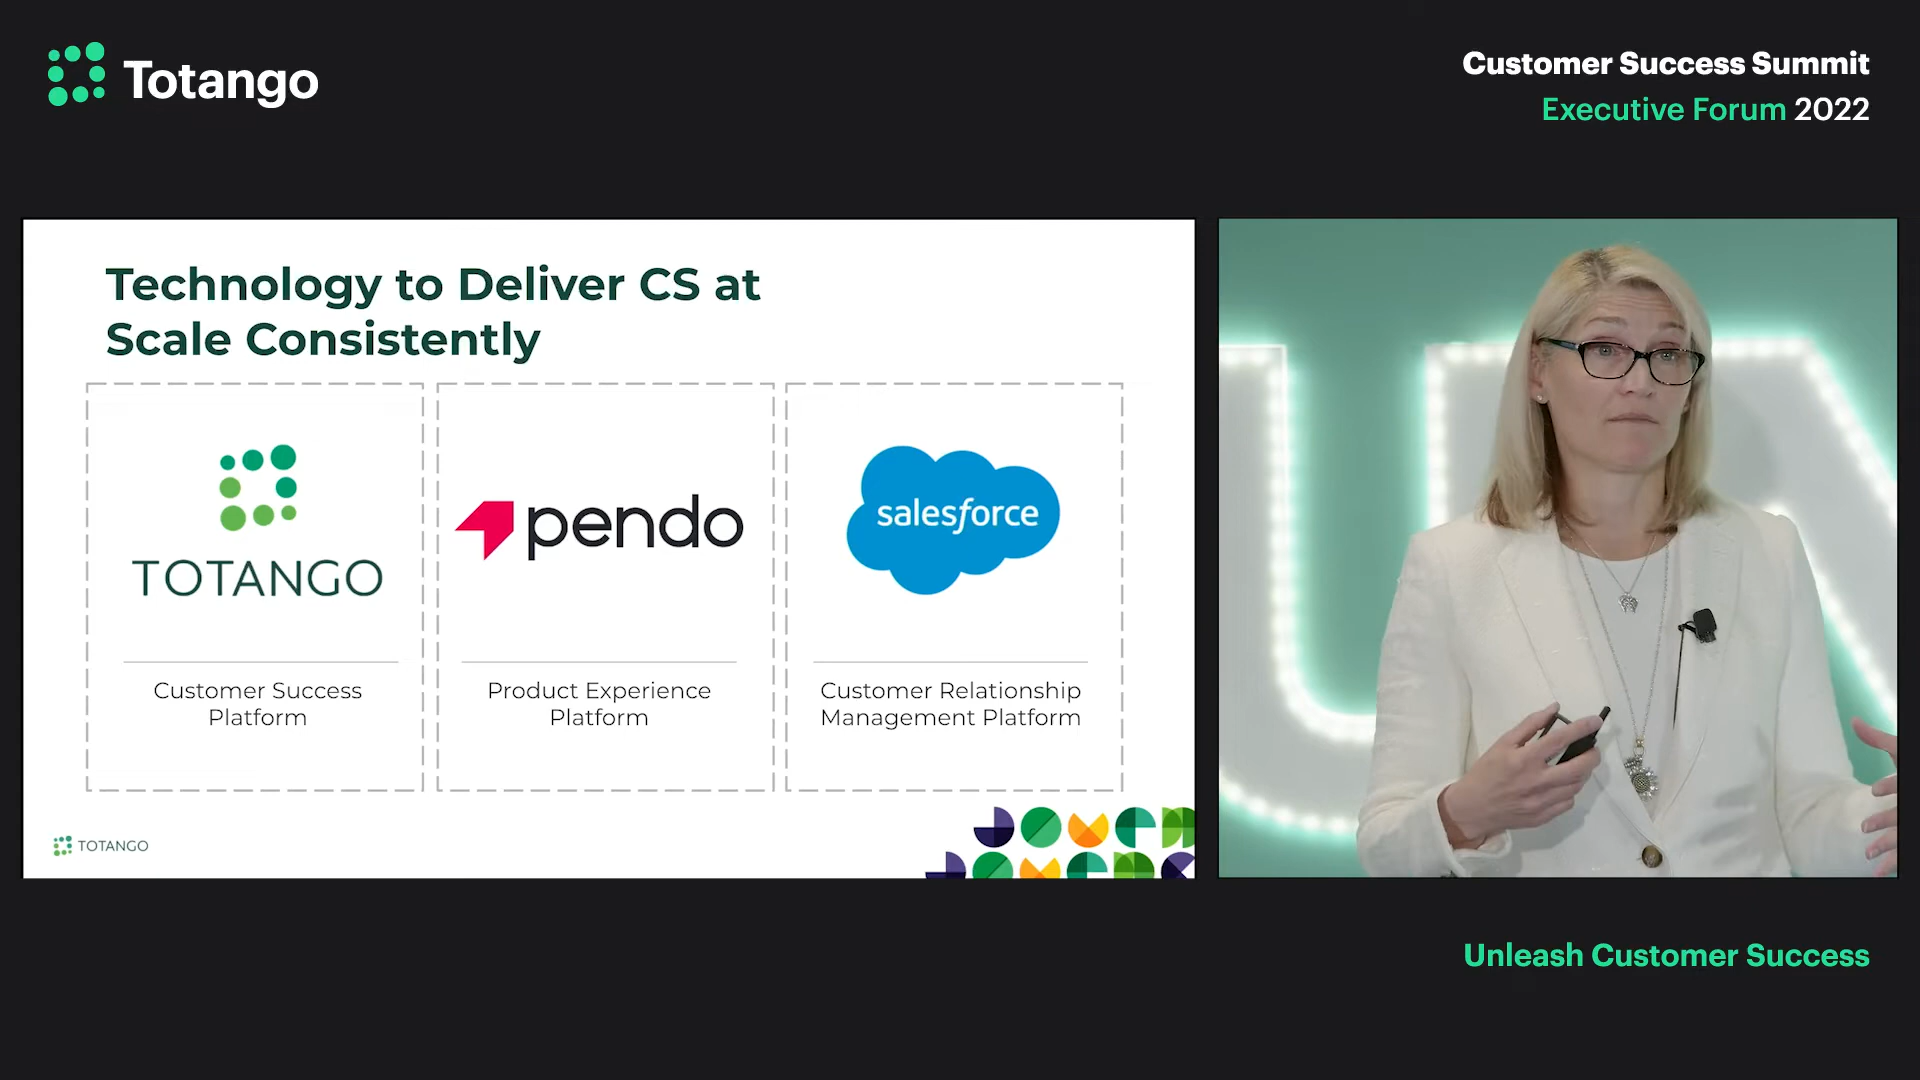 Totango
Customer Success Summit
Executive Forum 2022
Technology to Deliver CS at
Scale Consistently
TOTANGO
pendo
salesforce
Customer Success
Platform
Product Experience
Platform
Customer Relationship
Management Platform
TOTANGO
Unleash Customer Success